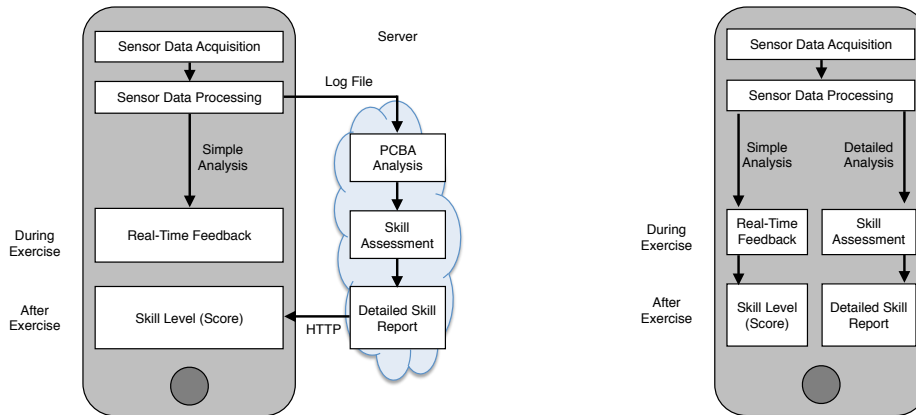 Sensor Data Acquisition
Server
Log File
Sensor Data Processing
PCBA
Analysis
Simple
Analysis
During
Exercise
Real-Time Feedback
Skill
Assessment
After
Exercise
Skill Level (Score)
HTTP
Detailed Skill
Report
Sensor Data Acquisition
Sensor Data Processing
Simple
Analysis
Detailed
Analysis
During
Exercise
Real-Time
Feedback
Skill
Assessment
After
Exercise
Skill Level
(Score)
Detailed Skill
Report